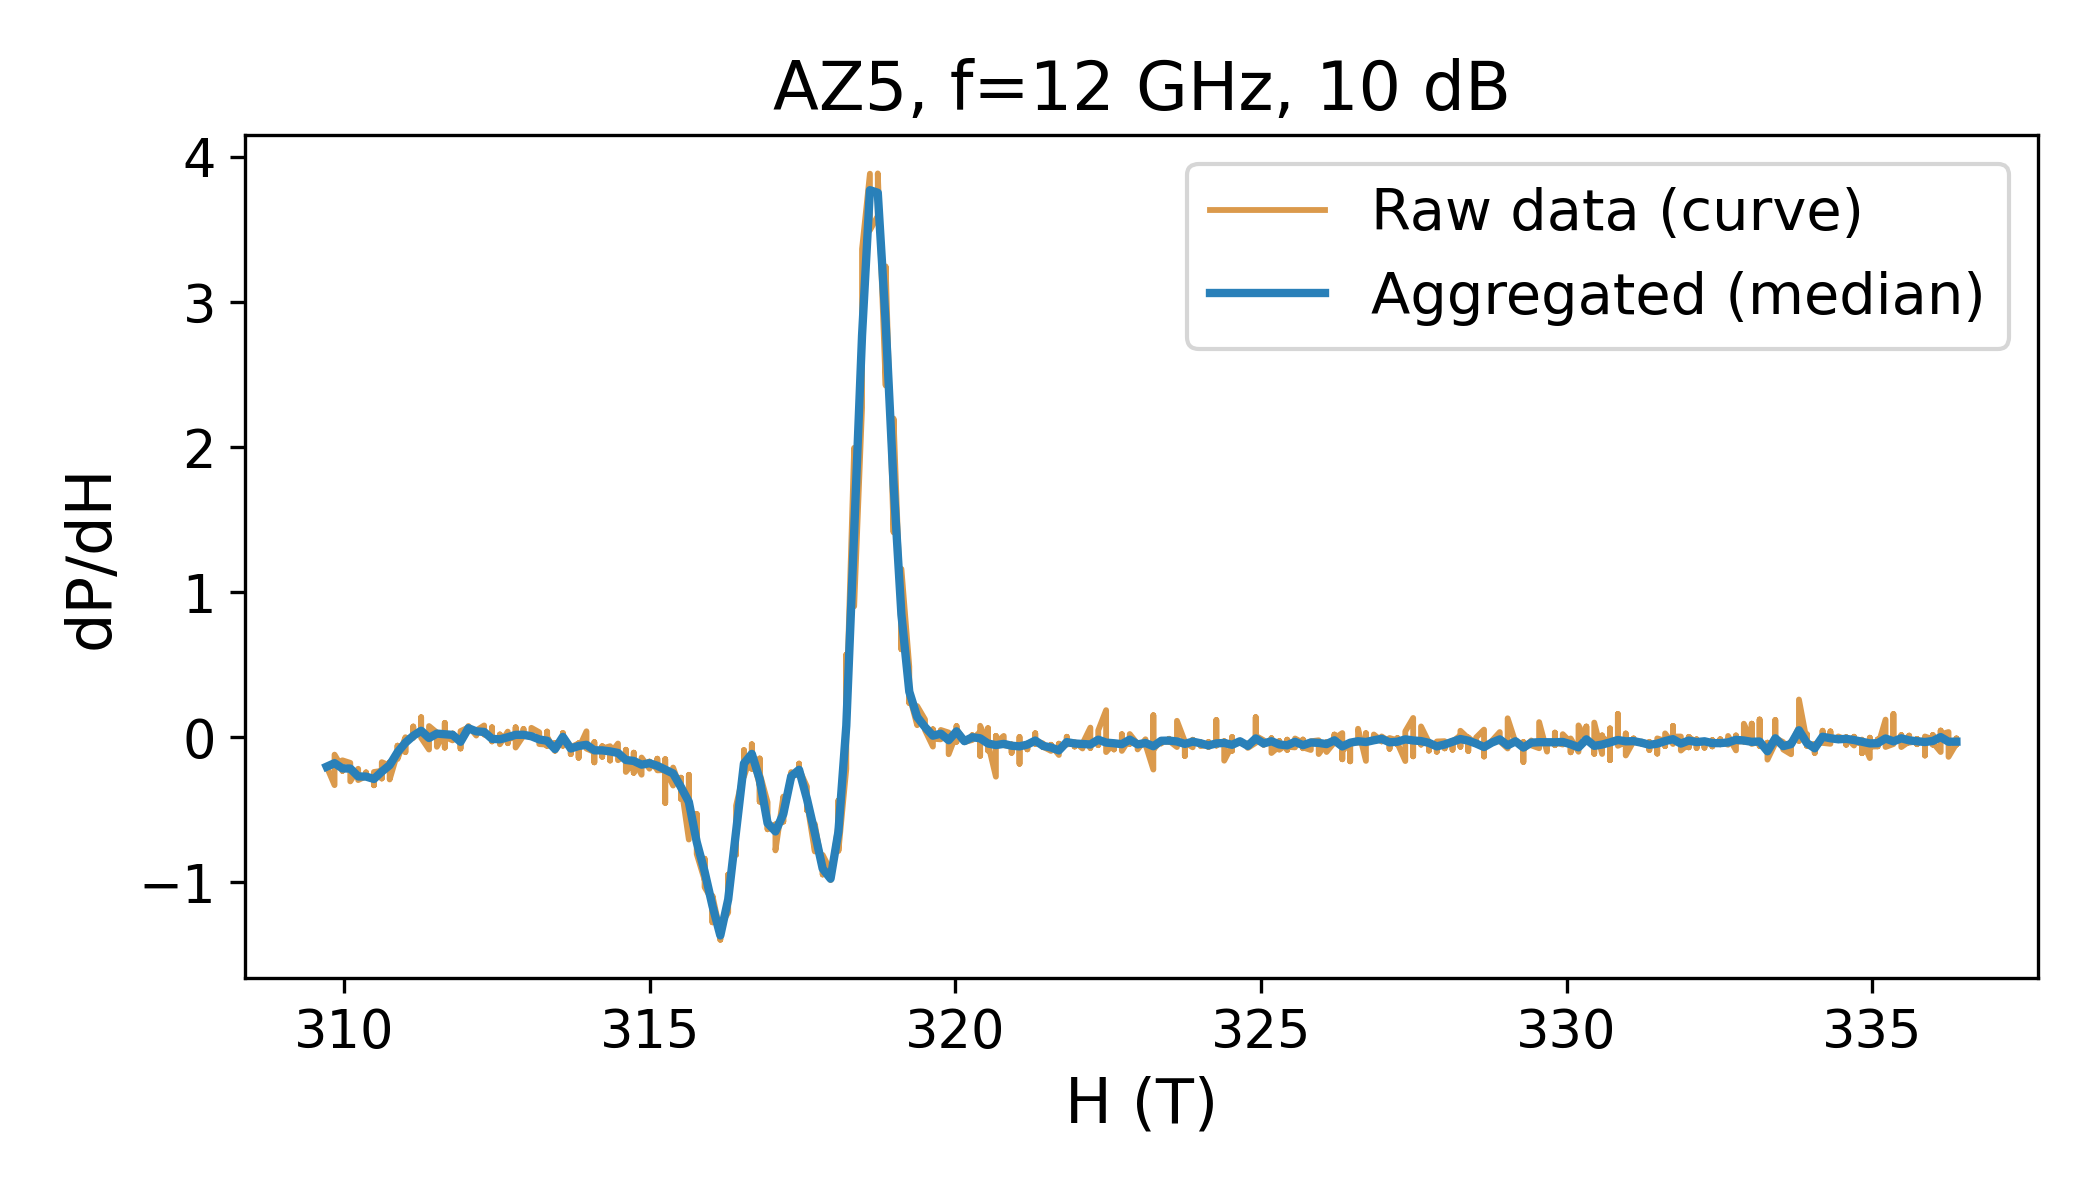 AZ5, f=12 GHz, 10 dB
Raw data (curve)
Aggregated (median)
dP/dH
4
3
2
1
0
−1
310 315 320 325 330 335
H (T)